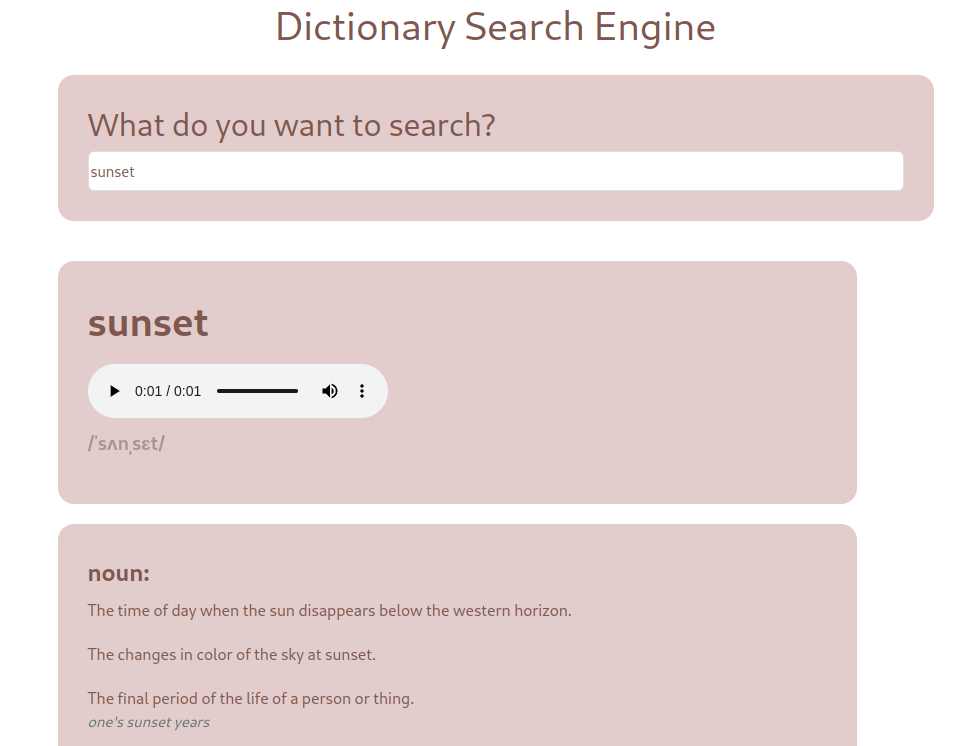 Dictionary Search Engine
What do you want to search?
sunset
sunset
0:01 / 0:01
/ˈsʌnˌsɛt/
noun:
The time of day when the sun disappears below the western horizon.
The changes in color of the sky at sunset.
The final period of the life of a person or thing.
one's sunset years